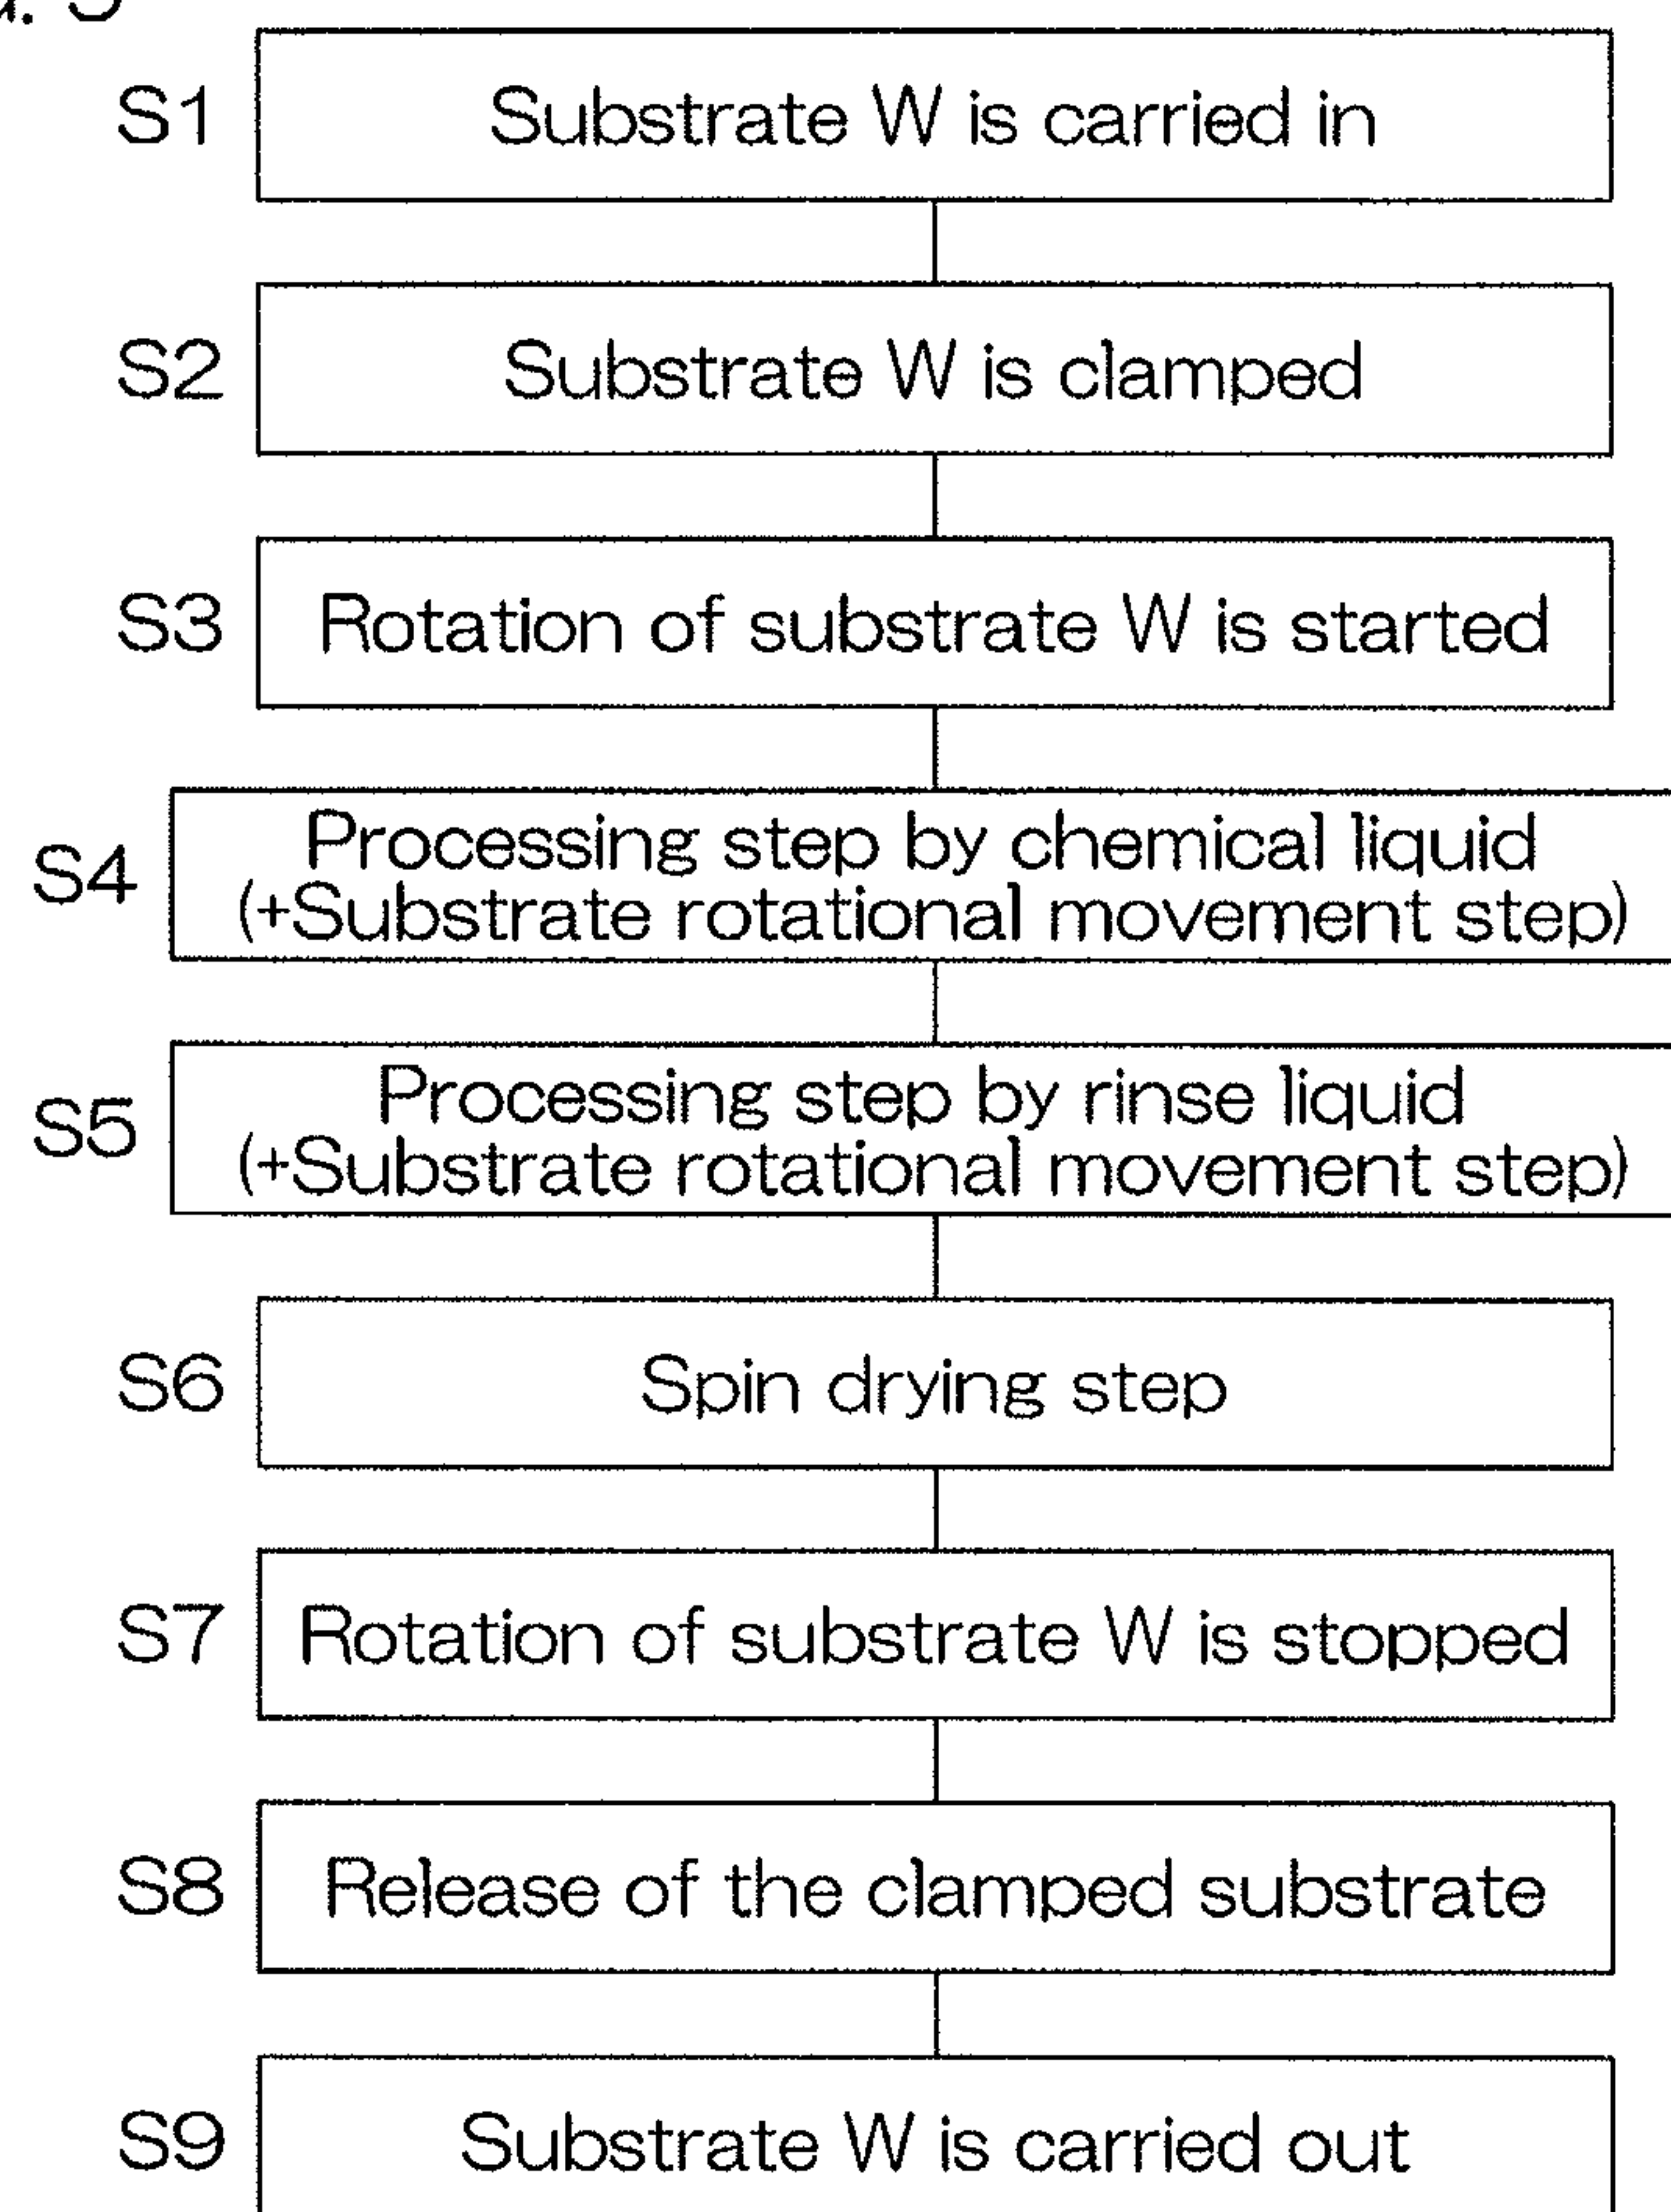 S1 Substrate W is carried in
S2 Substrate W is clamped
S3 Rotation of substrate W is started
S4 Processing step by chemical liquid
(+Substrate rotational movement step)
S5 Processing step by rinse liquid
(+Substrate rotational movement step)
S6 Spin drying step
S7 Rotation of substrate W is stopped
S8 Release of the clamped substrate
S9 Substrate W is carried out